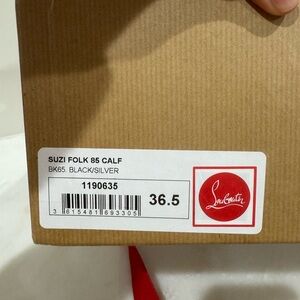 SUZI FOLK 85 CALF
BK65 BLACK/SILVER
1190635
36.5
3 615481 693305
Louboutin